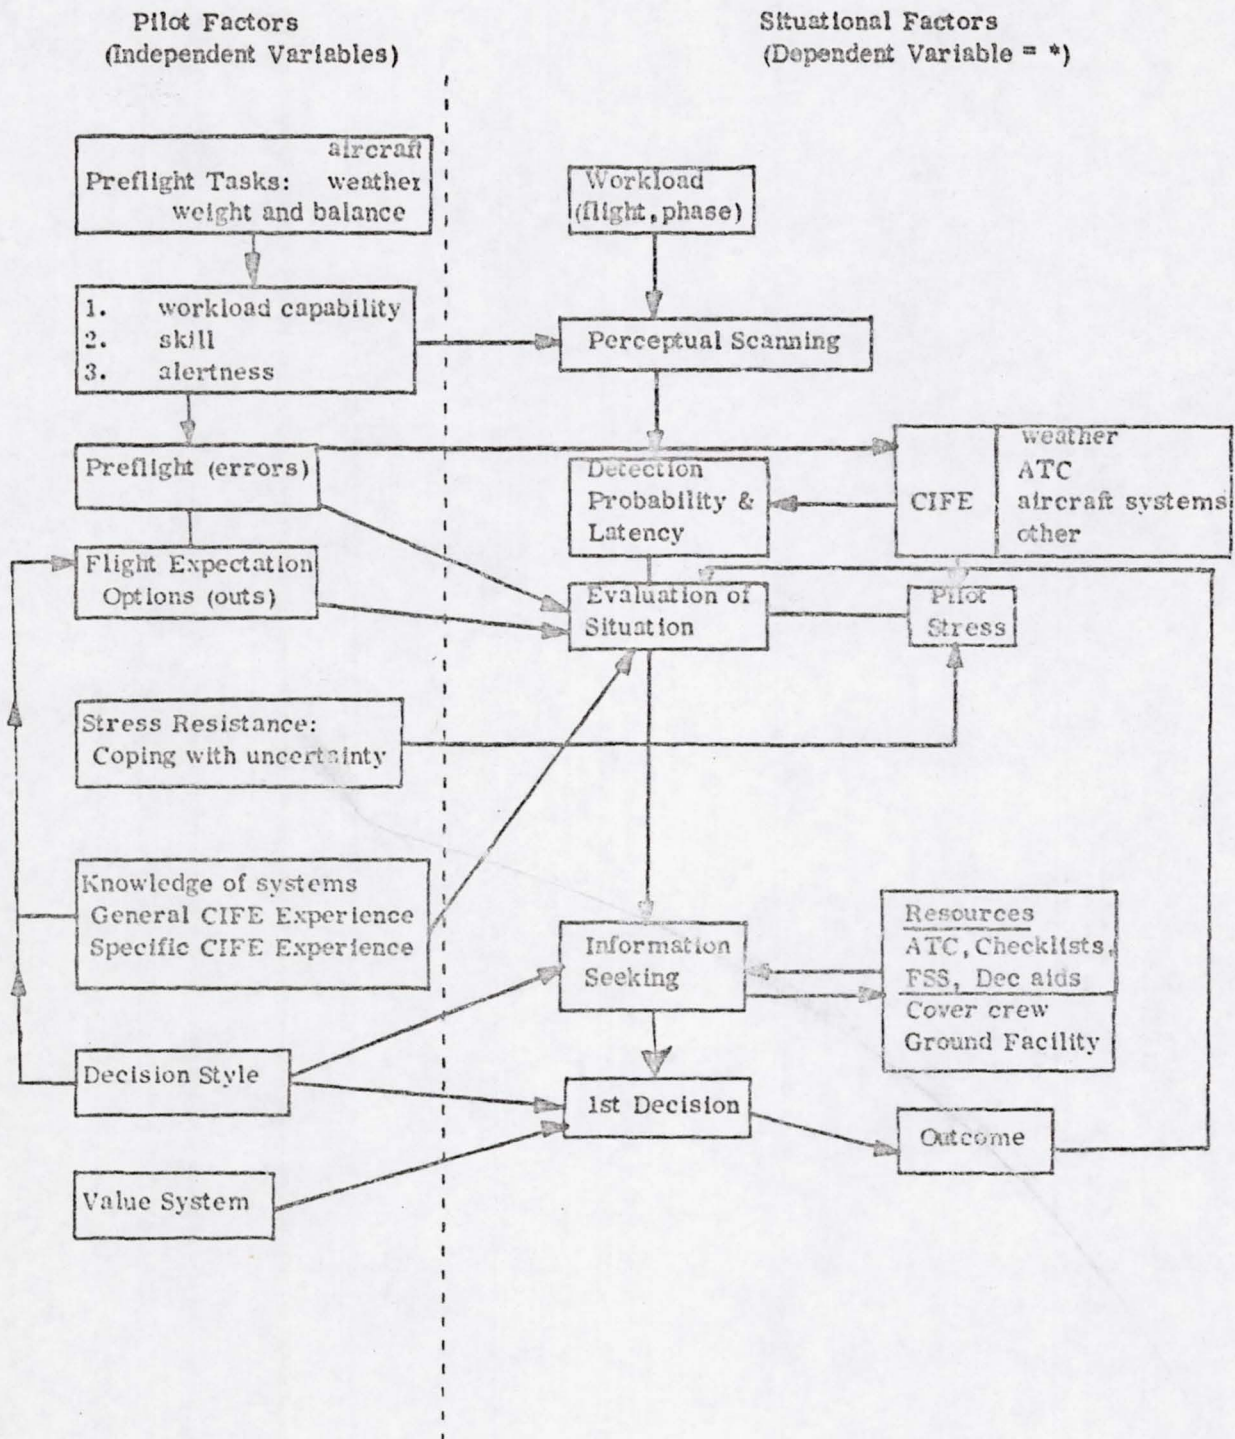 Pilot Factors
(Independent Variables)
Situational Factors
(Dependent Variable = *)
aircraft
Preflight Tasks: weather
weight and balance
Workload
(flight, phase)
1. workload capability
2. skill
3. alertness
Perceptual Scanning
Preflight (errors)
Detection
Probability &
Latency
CIFE
weather
ATC
aircraft systems
other
Flight Expectation
Options (outs)
Evaluation of
Situation
Pilot
Stress
Stress Resistance:
Coping with uncertainty
Knowledge of systems
General CIFE Experience
Specific CIFE Experience
Information
Seeking
Resources
ATC, Checklists,
FSS, Dec aids
Cover crew
Ground Facility
Decision Style
1st Decision
Outcome
Value System